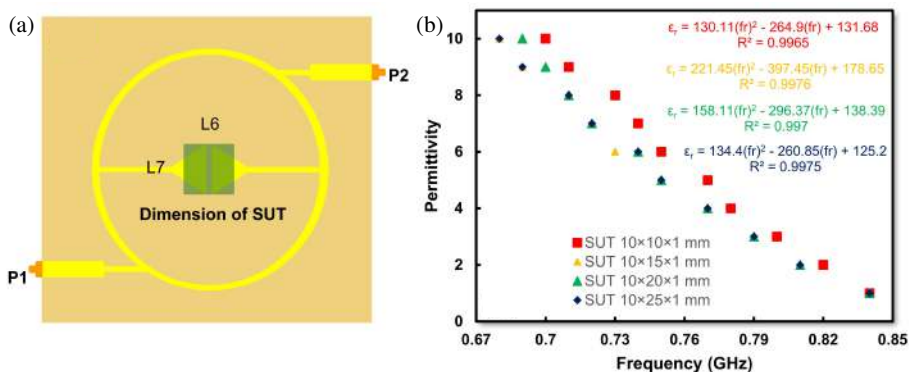 (a)
P2
L6
L7
Dimension of SUT
P1
(b)
εr = 130.11(fr)² - 264.9(fr) + 131.68
R² = 0.9965
εr = 221.45(fr)² - 397.45(fr) + 178.65
R² = 0.9976
εr = 158.11(fr)² - 296.37(fr) + 138.39
R² = 0.997
εr = 134.4(fr)² - 260.85(fr) + 125.2
R² = 0.9975
Permittivity
10
8
6
4
2
0
SUT 10×10×1 mm
SUT 10×15×1 mm
SUT 10×20×1 mm
SUT 10×25×1 mm
0.67 0.7 0.73 0.76 0.79 0.82 0.85
Frequency (GHz)